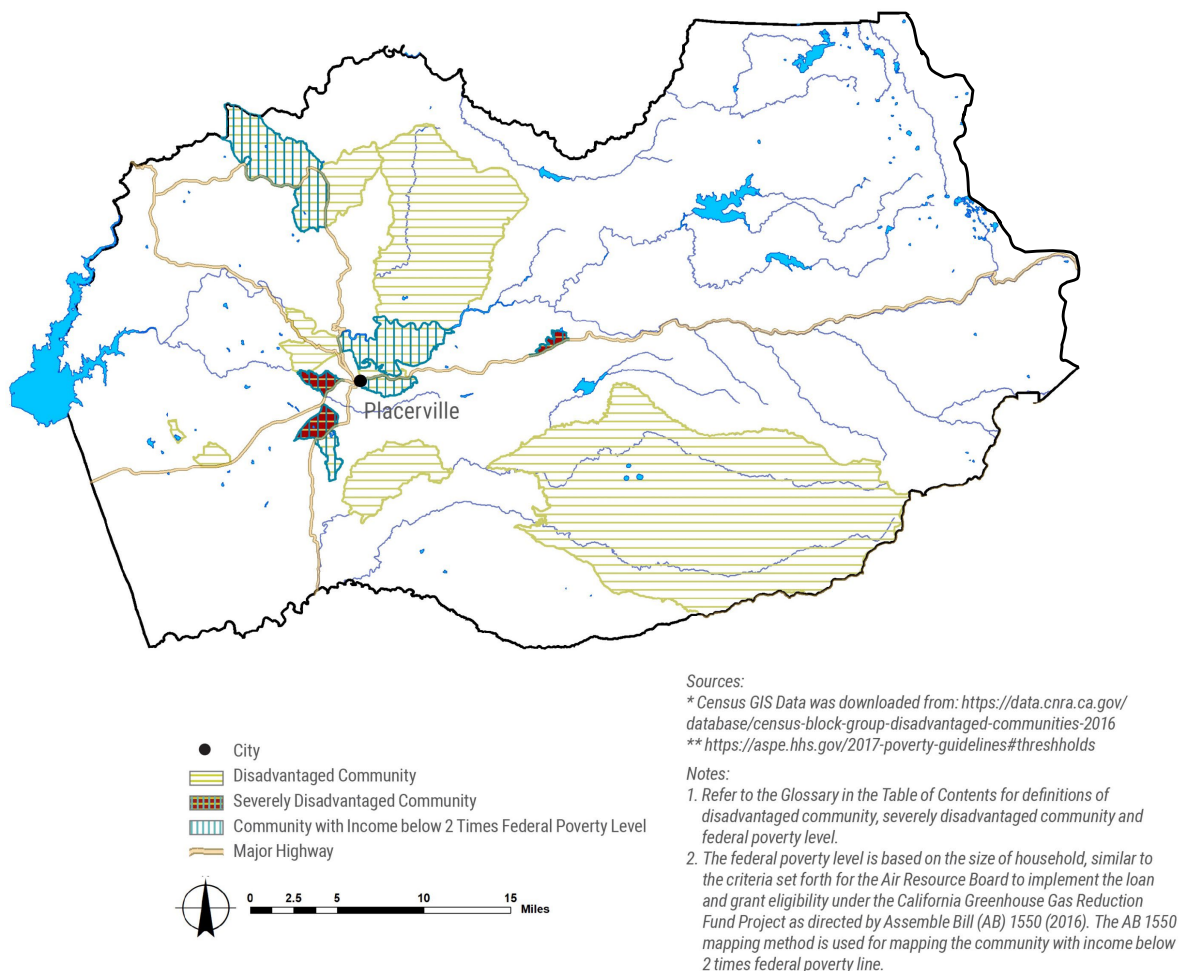 Placerville
Sources:
* Census GIS Data was downloaded from: https://data.cnra.ca.gov/
database/census-block-group-disadvantaged-communities-2016
** https://aspe.hhs.gov/2017-poverty-guidelines#threshholds
Notes:
1. Refer to the Glossary in the Table of Contents for definitions of
disadvantaged community, severely disadvantaged community and
federal poverty level.
2. The federal poverty level is based on the size of household, similar to
the criteria set forth for the Air Resource Board to implement the loan
and grant eligibility under the California Greenhouse Gas Reduction
Fund Project as directed by Assemble Bill (AB) 1550 (2016). The AB 1550
mapping method is used for mapping the community with income below
2 times federal poverty line.
City
Disadvantaged Community
Severely Disadvantaged Community
Community with Income below 2 Times Federal Poverty Level
Major Highway
0 2.5 5 10 15 Miles